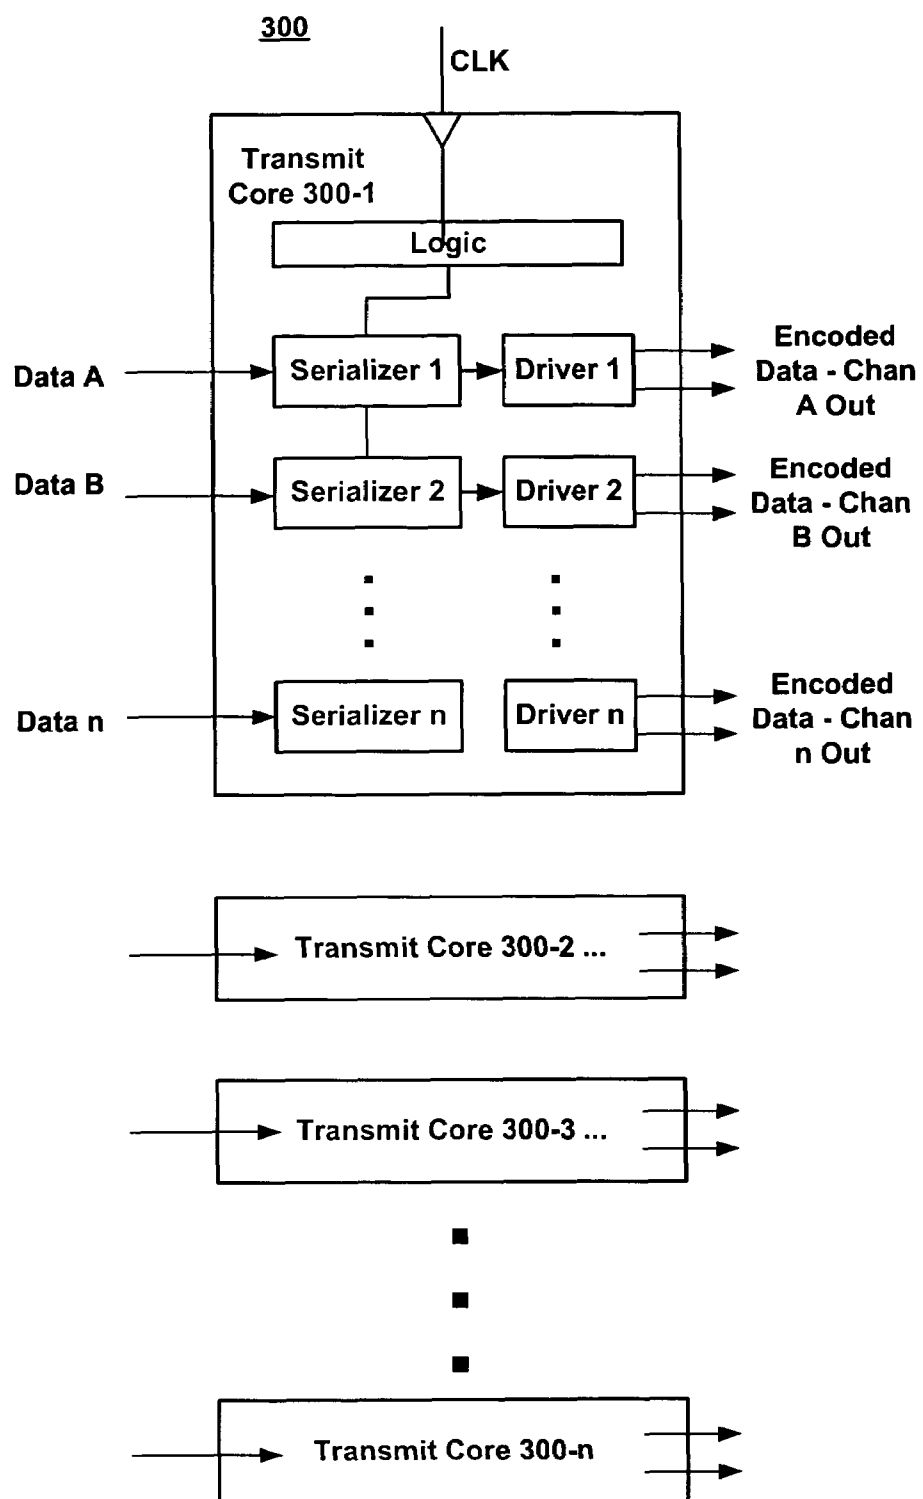 300
CLK
Transmit
Core 300-1
Logic
Data A
Serializer 1
Driver 1
Encoded
Data - Chan
A Out
Data B
Serializer 2
Driver 2
Encoded
Data - Chan
B Out
Data n
Serializer n
Driver n
Encoded
Data - Chan
n Out
Transmit Core 300-2 ...
Transmit Core 300-3 ...
Transmit Core 300-n